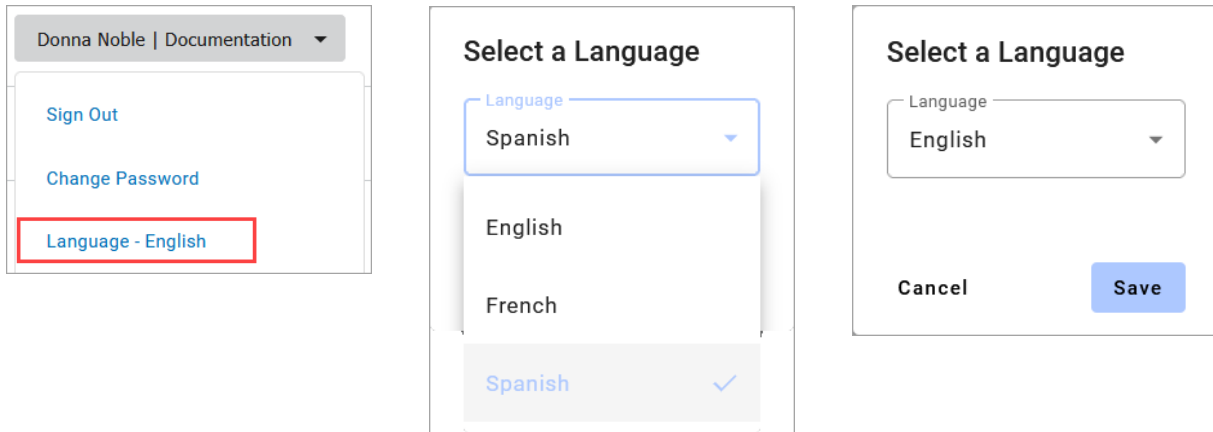 Donna Noble | Documentation
Sign Out
Change Password
Language - English
Select a Language
Language
Spanish
English
French
Spanish
Select a Language
Language
English
Cancel
Save